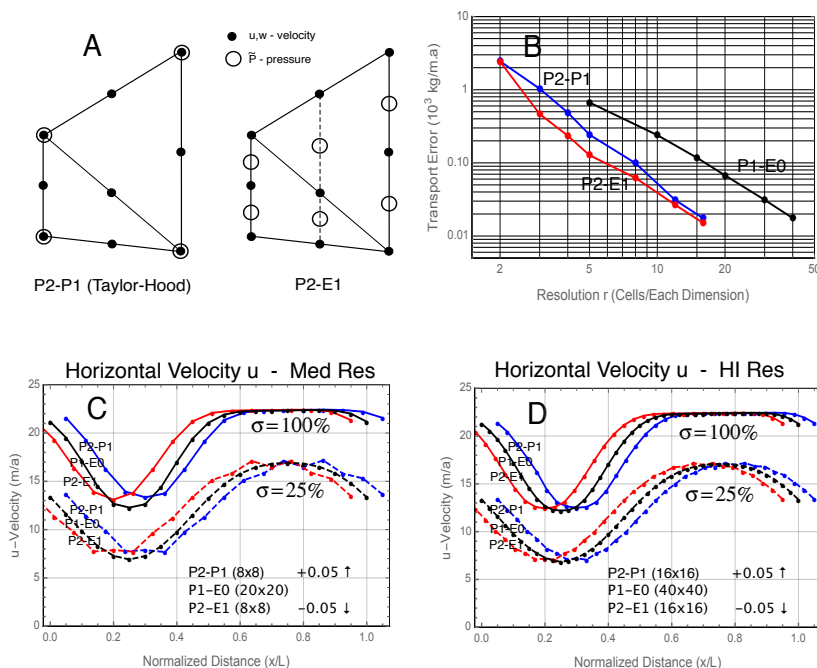 A
u,w - velocity
P̃ - pressure
P2-P1 (Taylor-Hood)
P2-E1
B
Transport Error (10³ kg/m.a)
10
1
0.10
0.01
P2-P1
P2-E1
P1-E0
2
5
10
20
50
Resolution r (Cells/Each Dimension)
Horizontal Velocity u - Med Res
C
u-Velocity (m/a)
25
20
15
10
5
0
P2-P1
P1-E0
P2-E1
σ=100%
P2-P1
P1-E0
P2-E1
σ=25%
P2-P1 (8x8) +0.05 ↑
P1-E0 (20x20)
P2-E1 (8x8) -0.05 ↓
0.0 0.2 0.4 0.6 0.8 1.0
Normalized Distance (x/L)
Horizontal Velocity u - HI Res
D
u-Velocity (m/a)
25
20
15
10
5
0
P2-P1
P1-E0
P2-E1
σ=100%
P2-P1
P1-E0
P2-E1
σ=25%
P2-P1 (16x16) +0.05 ↑
P1-E0 (40x40)
P2-E1 (16x16) -0.05 ↓
0.0 0.2 0.4 0.6 0.8 1.0
Normalized Distance (x/L)